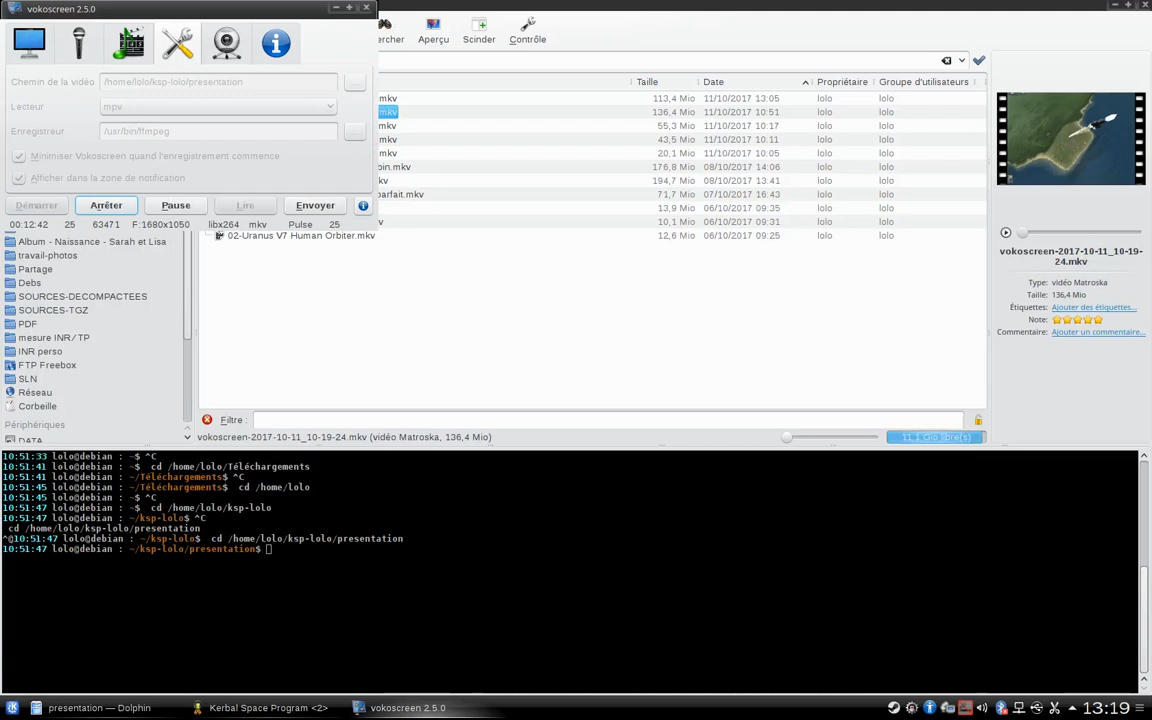 vokoscreen 2.5.0
ercher
Aperçu
Scinder
Contrôle
Chemin de la vidéo
/home/lolo/ksp-lolo/presentation
...
Lecteur
mpv
Enregistreur
/usr/bin/ffmpeg
...
Minimiser Vokoscreen quand l'enregistrement commence
Afficher dans la zone de notification
Démarrer
Arrêter
Pause
Lire
Envoyer
00:12:42 25 63471 F:1680x1050 libx264 mkv Pulse 25
Taille Date Propriétaire Groupe d'utilisateurs
.mkv 113,4 Mio 11/10/2017 13:05 lolo lolo
.mkv 136,4 Mio 11/10/2017 10:51 lolo lolo
.mkv 55,3 Mio 11/10/2017 10:17 lolo lolo
.mkv 43,5 Mio 11/10/2017 10:11 lolo lolo
.mkv 20,1 Mio 11/10/2017 10:05 lolo lolo
oin.mkv 176,8 Mio 08/10/2017 14:06 lolo lolo
kv 194,7 Mio 08/10/2017 13:41 lolo lolo
parfait.mkv 71,7 Mio 07/10/2017 16:43 lolo lolo
13,9 Mio 06/10/2017 09:35 lolo lolo
v 10,1 Mio 06/10/2017 09:31 lolo lolo
02-Uranus V7 Human Orbiter.mkv 12,6 Mio 06/10/2017 09:25 lolo lolo
Album - Naissance - Sarah et Lisa
travail-photos
Partage
Debs
SOURCES-DECOMPACTEES
SOURCES-TGZ
PDF
mesure INR/TP
INR perso
FTP Freebox
SLN
Réseau
Corbeille
Périphériques
DATA
vokoscreen-2017-10-11_10-19-
24.mkv
Type: vidéo Matroska
Taille: 136,4 Mio
Étiquettes: Ajouter des étiquettes...
Note:
Commentaire: Ajouter un commentaire...
Filtre :
vokoscreen-2017-10-11_10-19-24.mkv (vidéo Matroska, 136,4 Mio)
11,1 Gio libre(s)
10:51:33 lolo@debian : ~$ ^C
10:51:41 lolo@debian : ~$  cd /home/lolo/Téléchargements
10:51:41 lolo@debian : ~/Téléchargements$ ^C
10:51:45 lolo@debian : ~/Téléchargements$  cd /home/lolo
10:51:45 lolo@debian : ~$ ^C
10:51:47 lolo@debian : ~$  cd /home/lolo/ksp-lolo
10:51:47 lolo@debian : ~/ksp-lolo$ ^C
cd /home/lolo/ksp-lolo/presentation
^@10:51:47 lolo@debian : ~/ksp-lolo$  cd /home/lolo/ksp-lolo/presentation
10:51:47 lolo@debian : ~/ksp-lolo/presentation$
presentation — Dolphin
Kerbal Space Program <2>
vokoscreen 2.5.0
13:19